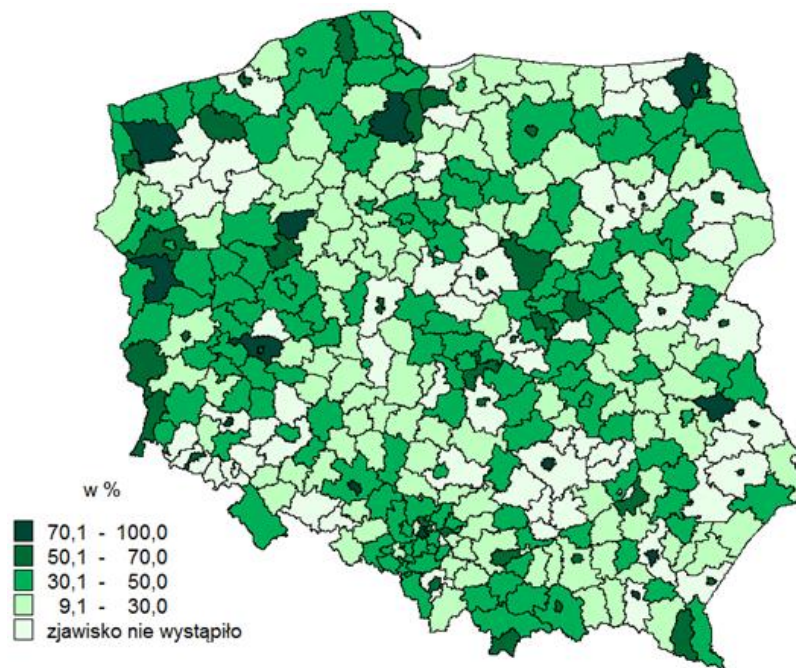 w %
70,1 - 100,0
50,1 - 70,0
30,1 - 50,0
9,1 - 30,0
zjawisko nie wystąpiło